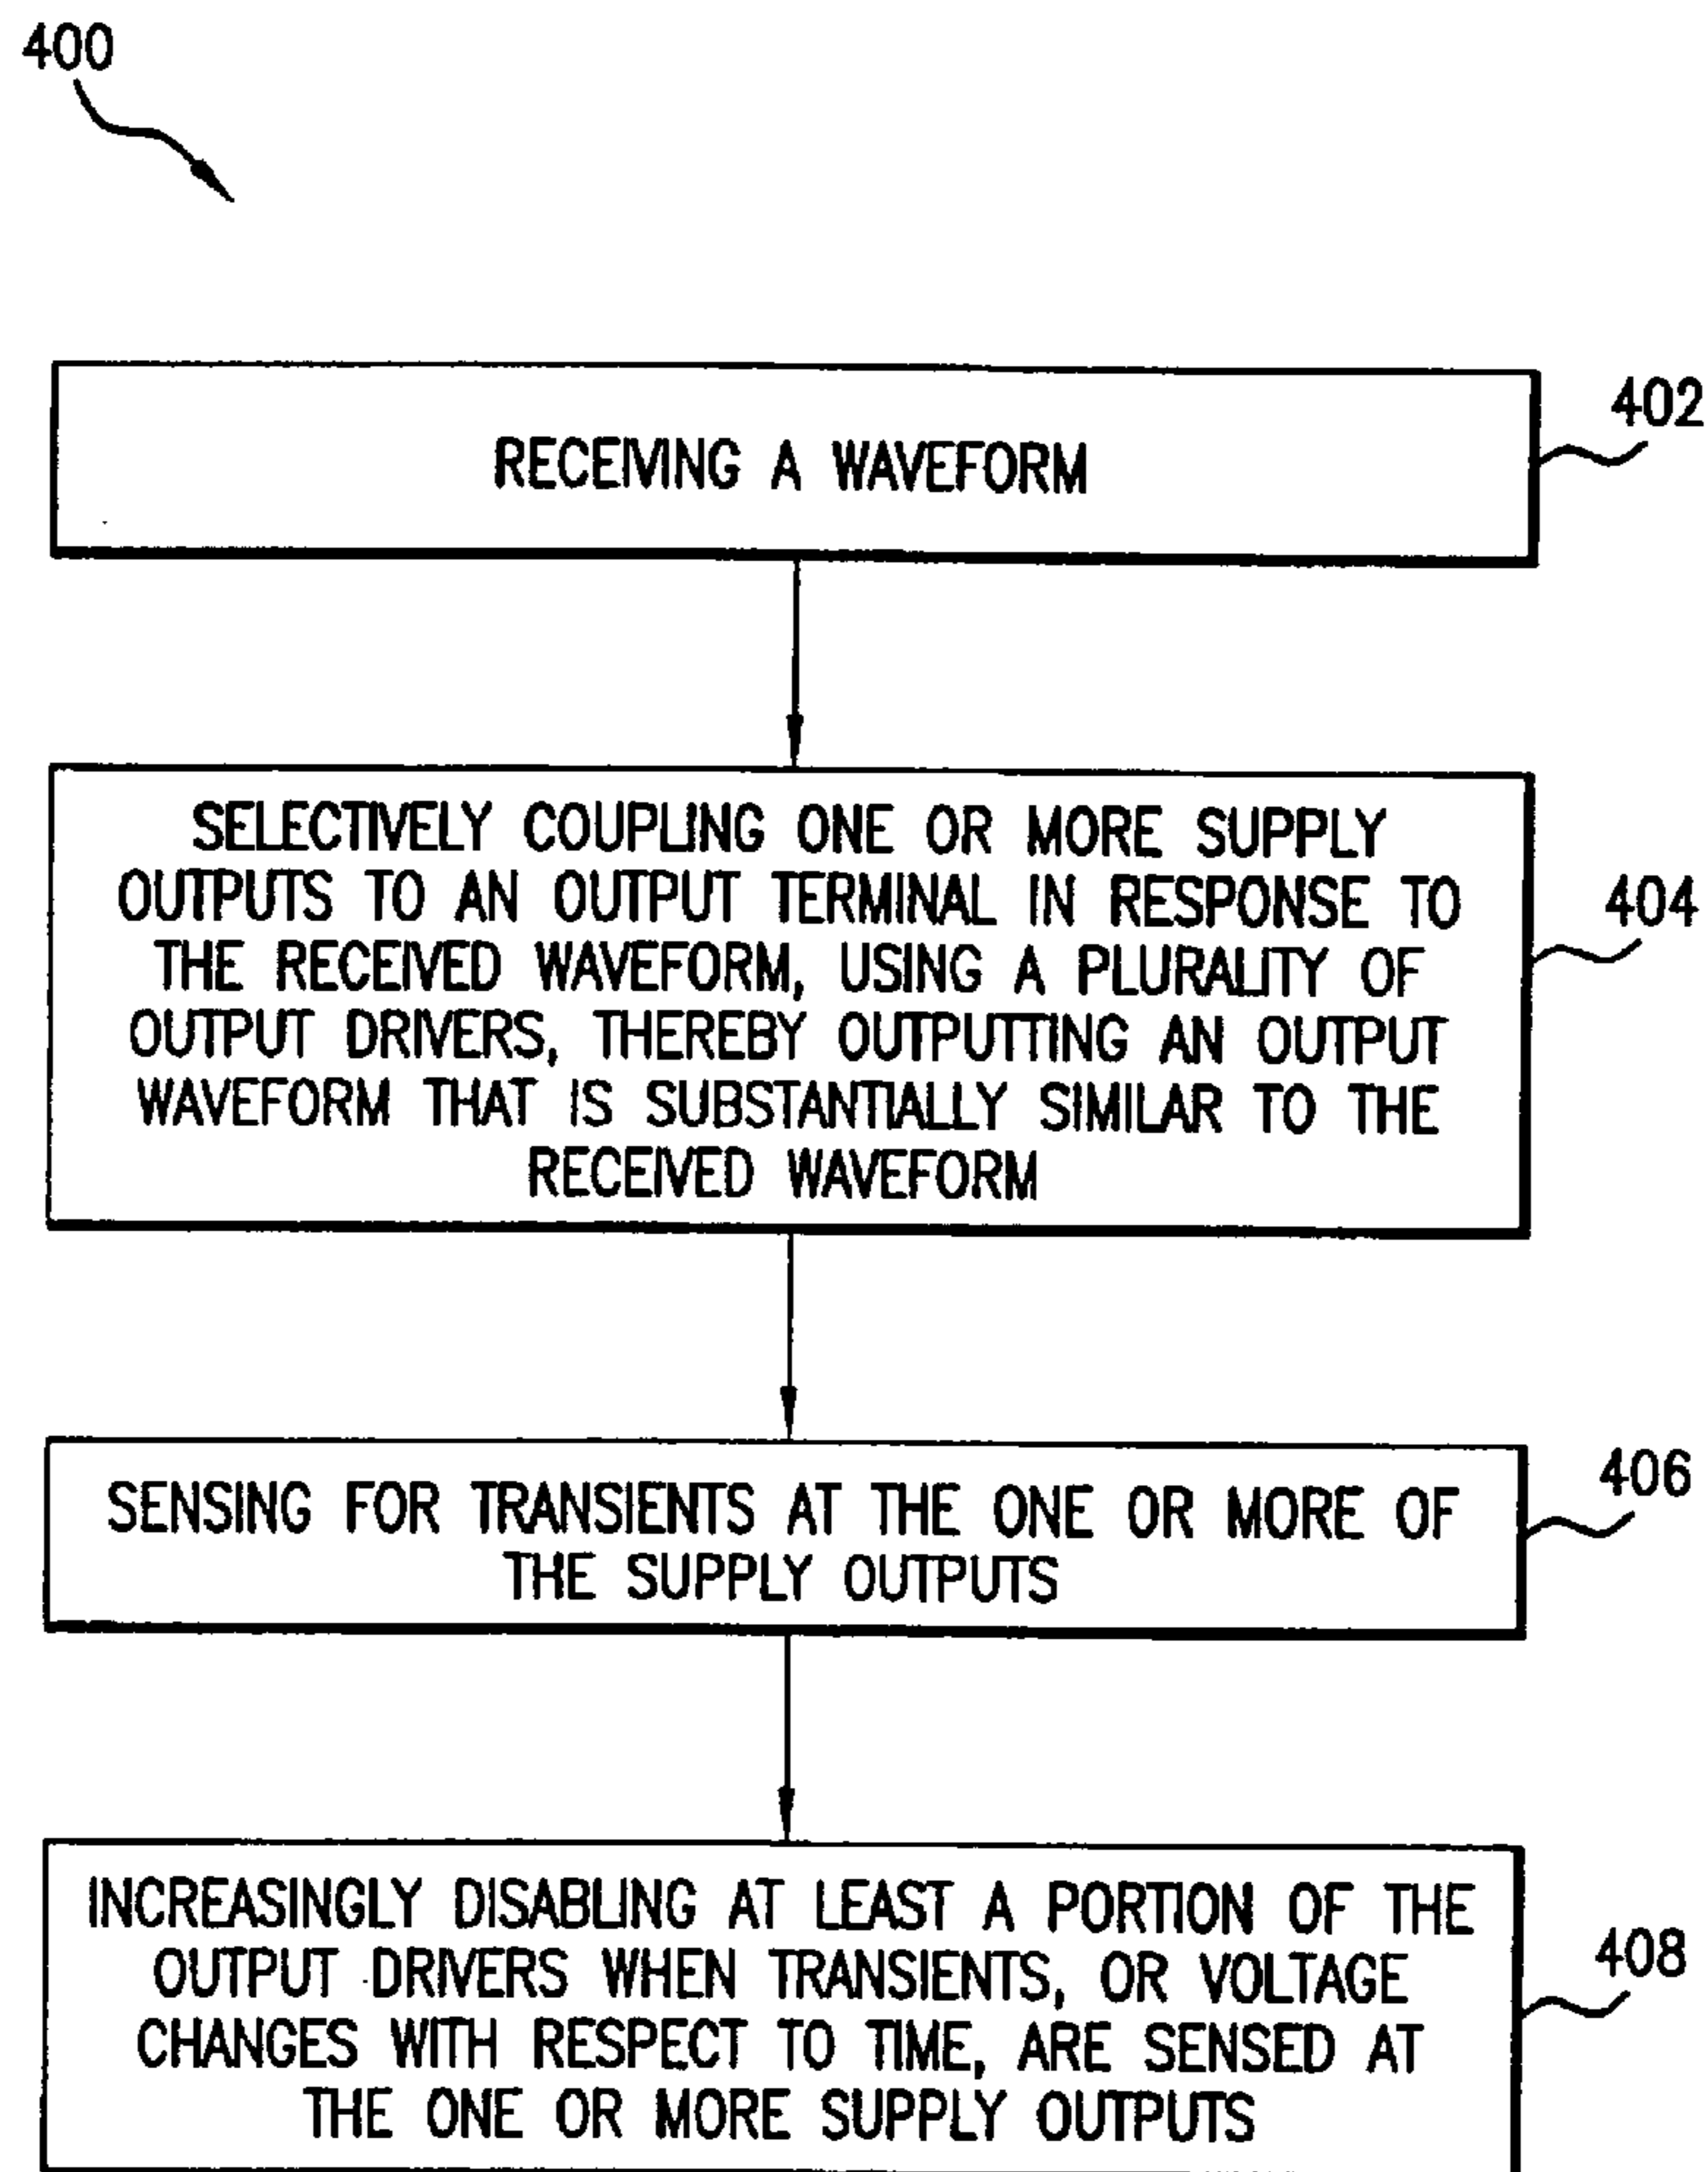 400
RECEIVING A WAVEFORM
402
SELECTIVELY COUPLING ONE OR MORE SUPPLY
OUTPUTS TO AN OUTPUT TERMINAL IN RESPONSE TO
THE RECEIVED WAVEFORM, USING A PLURALITY OF
OUTPUT DRIVERS, THEREBY OUTPUTTING AN OUTPUT
WAVEFORM THAT IS SUBSTANTIALLY SIMILAR TO THE
RECEIVED WAVEFORM
404
SENSING FOR TRANSIENTS AT THE ONE OR MORE OF
THE SUPPLY OUTPUTS
406
INCREASINGLY DISABLING AT LEAST A PORTION OF THE
OUTPUT DRIVERS WHEN TRANSIENTS, OR VOLTAGE
CHANGES WITH RESPECT TO TIME, ARE SENSED AT
THE ONE OR MORE SUPPLY OUTPUTS
408